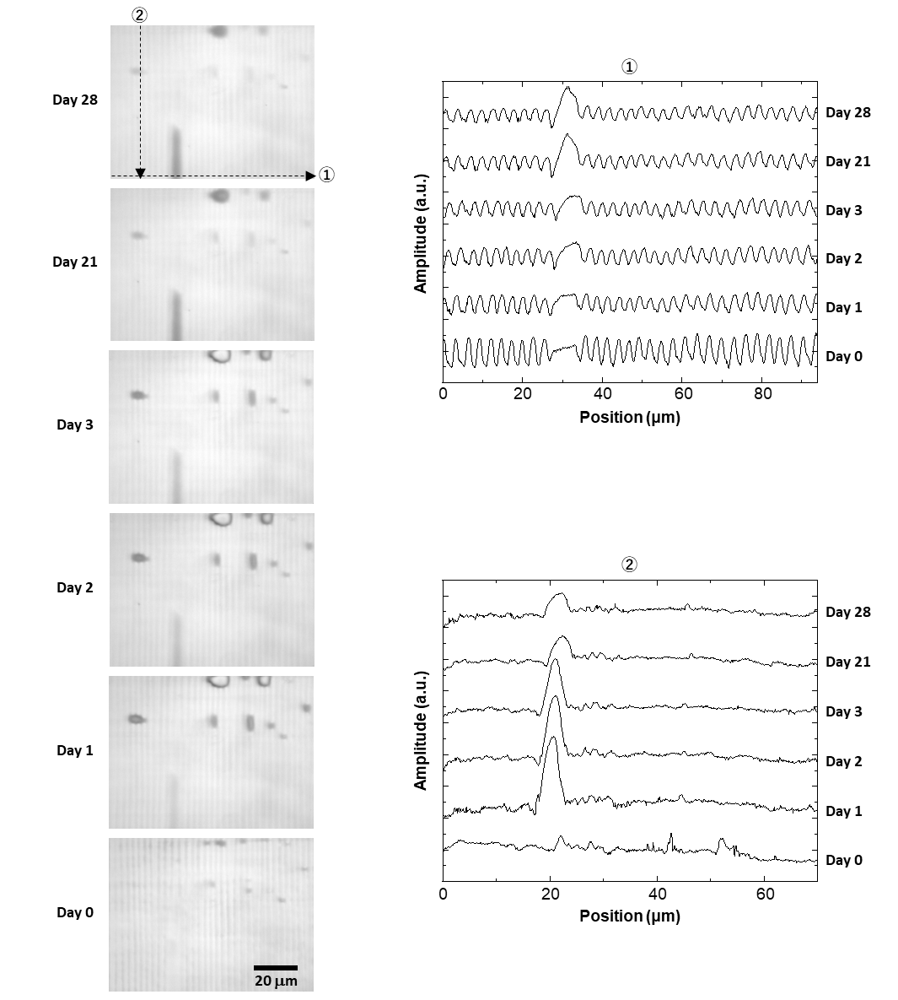 ②
Day 28
①
Day 21
Day 3
Day 2
Day 1
Day 0
20 µm
①
Amplitude (a.u.)
Day 28
Day 21
Day 3
Day 2
Day 1
Day 0
0 20 40 60 80
Position (µm)
②
Amplitude (a.u.)
Day 28
Day 21
Day 3
Day 2
Day 1
Day 0
0 20 40 60
Position (µm)